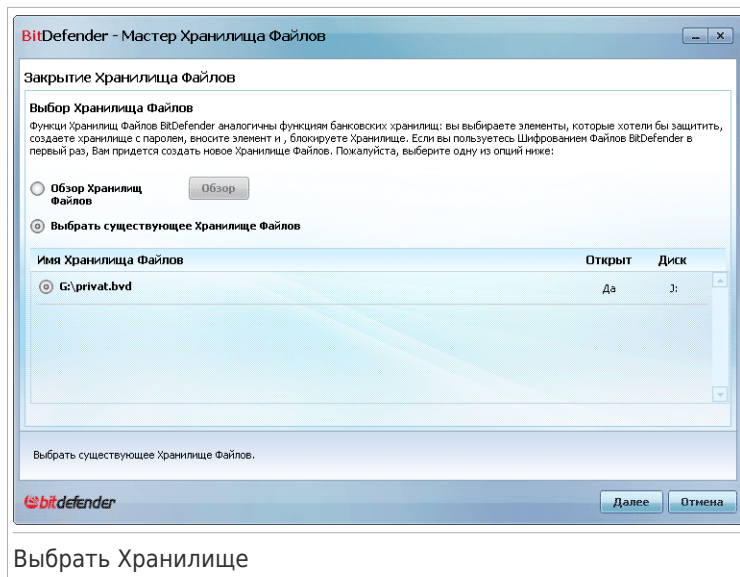 BitDefender - Мастер Хранилища Файлов
Закрытие Хранилища Файлов
Выбор Хранилища Файлов
Функци Хранилищ Файлов BitDefender аналогичны функциям банковских хранилищ: вы выбираете элементы, которые хотели бы защитить,
создаете хранилище с паролем, вносите элемент и , блокируете Хранилище. Если вы пользуетесь Шифрованием Файлов BitDefender в
первый раз, Вам придется создать новое Хранилище Файлов. Пожалуйста, выберите одну из опций ниже:
Обзор Хранилищ
Файлов
Обзор
Выбрать существующее Хранилище Файлов
Имя Хранилища Файлов Открыт Диск
G:\privat.bvd Да J:
Выбрать существующее Хранилище Файлов.
bitdefender
Далее Отмена
Выбрать Хранилище